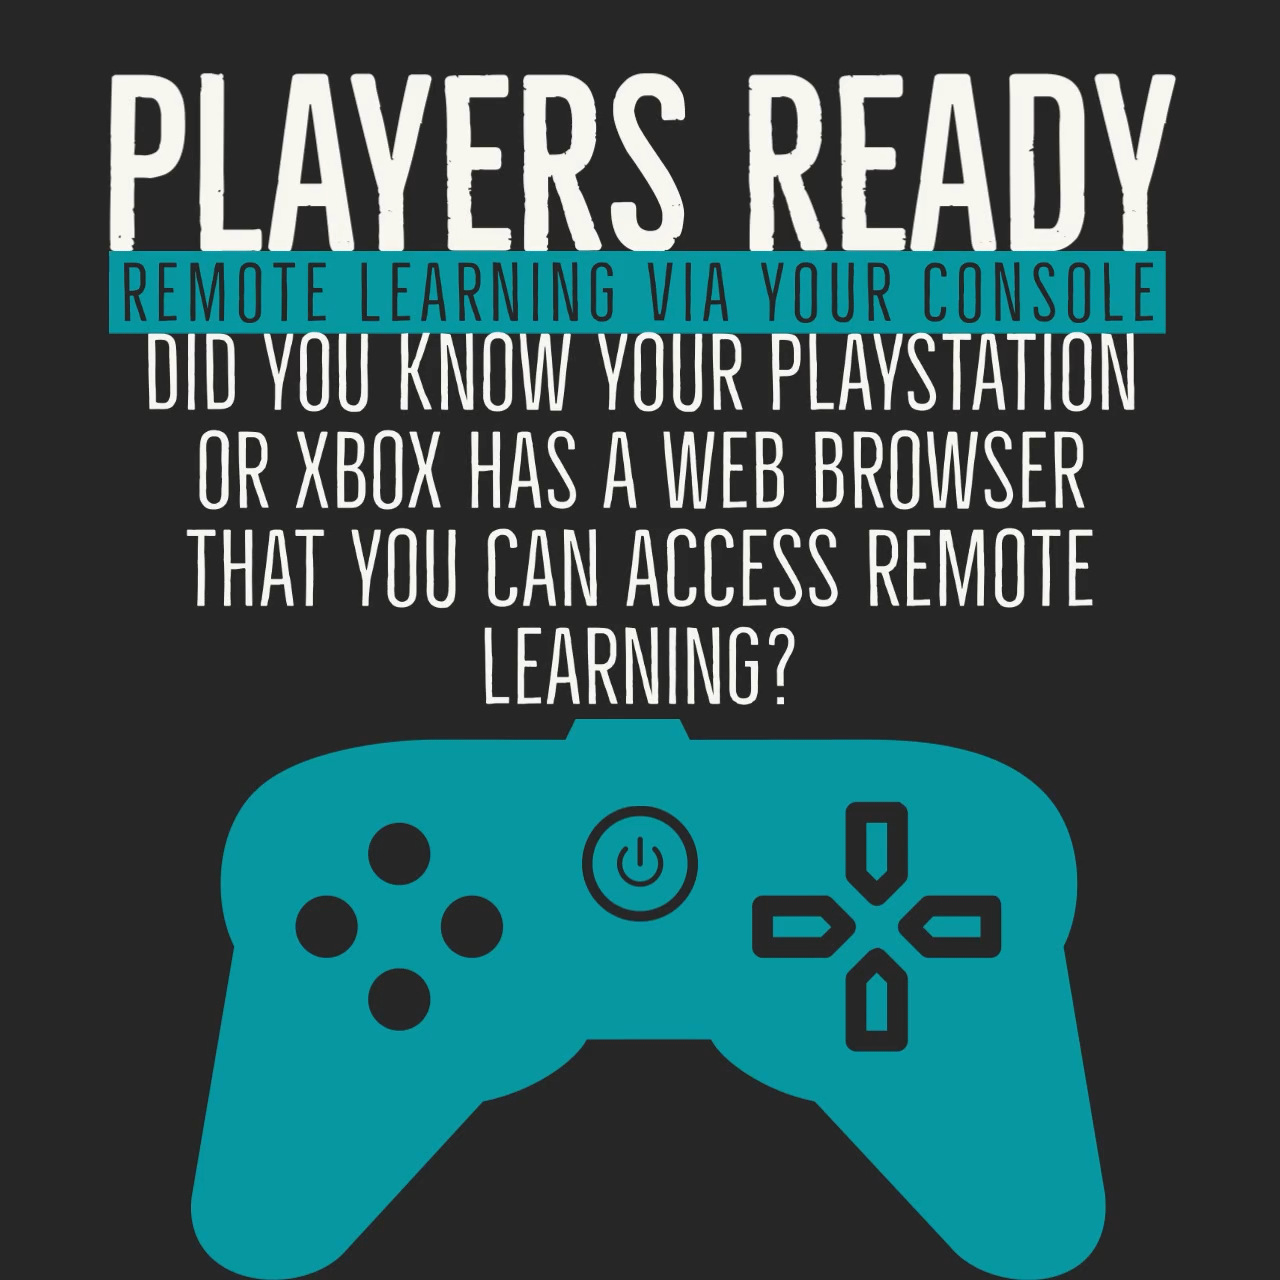 PLAYERS READY
REMOTE LEARNING VIA YOUR CONSOLE
DID YOU KNOW YOUR PLAYSTATION
OR XBOX HAS A WEB BROWSER
THAT YOU CAN ACCESS REMOTE
LEARNING?